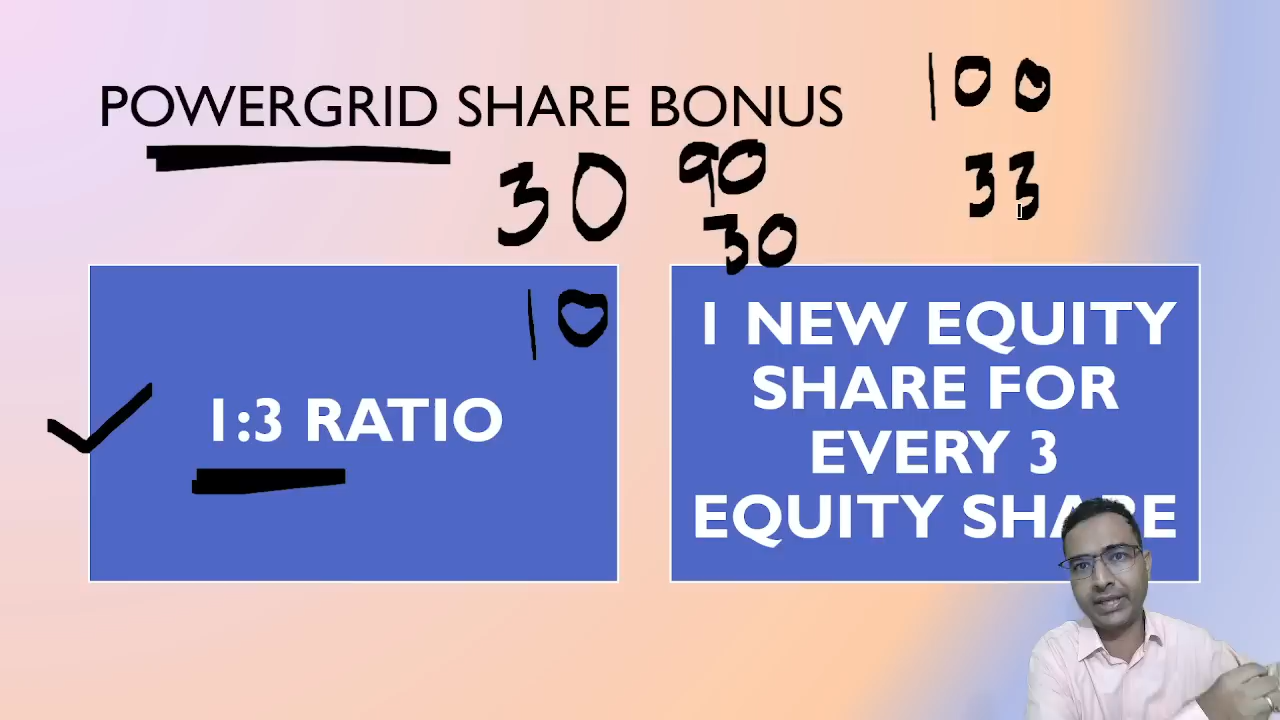 POWERGRID SHARE BONUS
100
33
30
90
30
10
1:3 RATIO
1 NEW EQUITY
SHARE FOR
EVERY 3
EQUITY SHARE